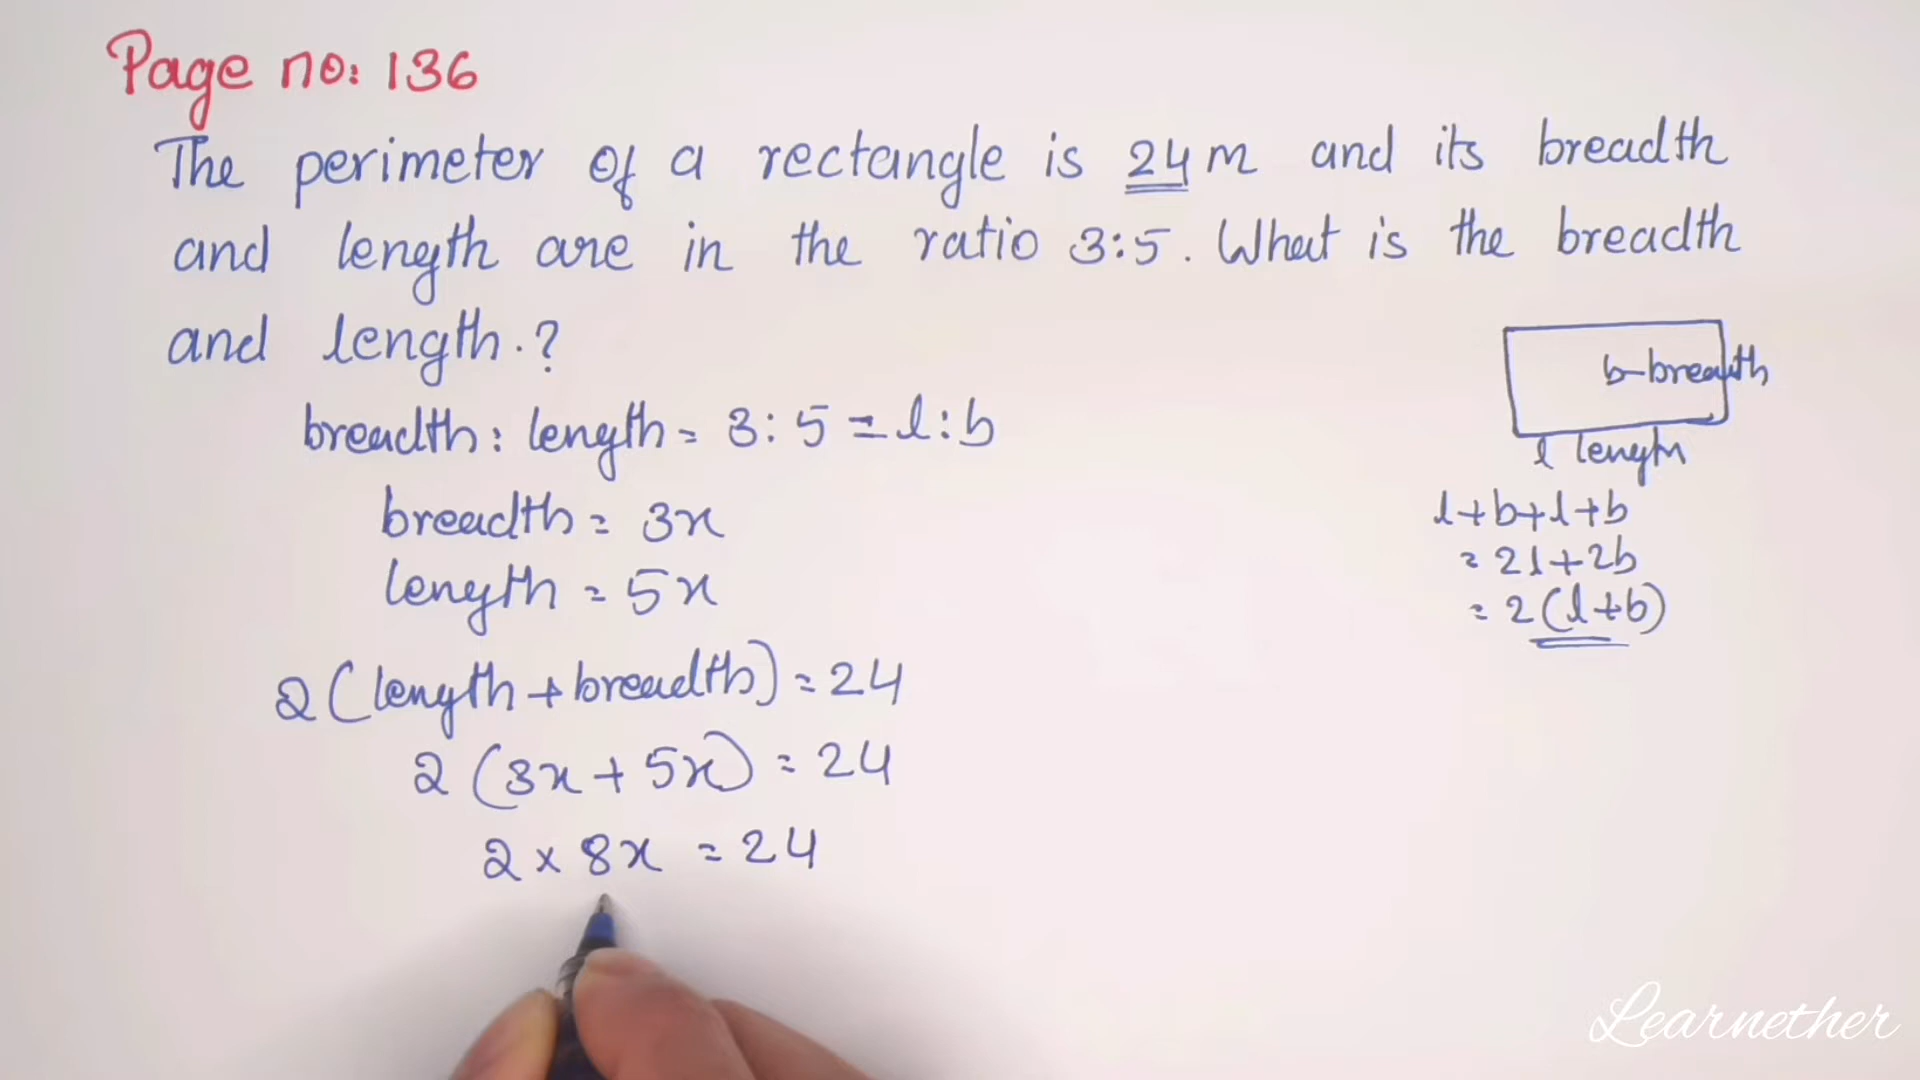 Page no: 136
The perimeter of a rectangle is 24m and its breadth
and length are in the ratio 3:5. What is the breadth
and length.?
b-breadth
l length
breadth: length = 3:5 = l:b
breadth = 3x
length = 5x
l+b+l+b
= 2l+2b
= 2(l+b)
2(length+breadth) = 24
2(3x+5x) = 24
2 × 8x = 24
Learnether